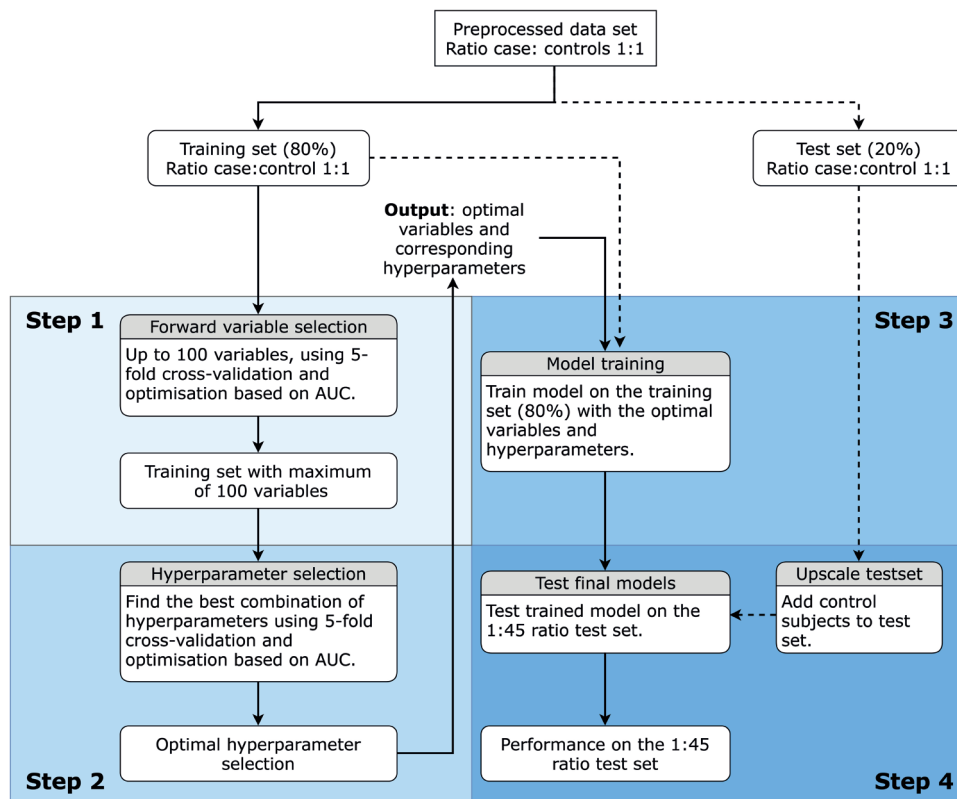 Preprocessed data set
Ratio case: controls 1:1
Training set (80%)
Ratio case:control 1:1
Test set (20%)
Ratio case:control 1:1
Output: optimal
variables and
corresponding
hyperparameters
Step 1
Forward variable selection
Up to 100 variables, using 5-
fold cross-validation and
optimisation based on AUC.
Training set with maximum
of 100 variables
Hyperparameter selection
Find the best combination of
hyperparameters using 5-fold
cross-validation and
optimisation based on AUC.
Optimal hyperparameter
selection
Step 2
Step 3
Model training
Train model on the training
set (80%) with the optimal
variables and
hyperparameters.
Test final models
Test trained model on the
1:45 ratio test set.
Upscale testset
Add control
subjects to test
set.
Performance on the 1:45
ratio test set
Step 4